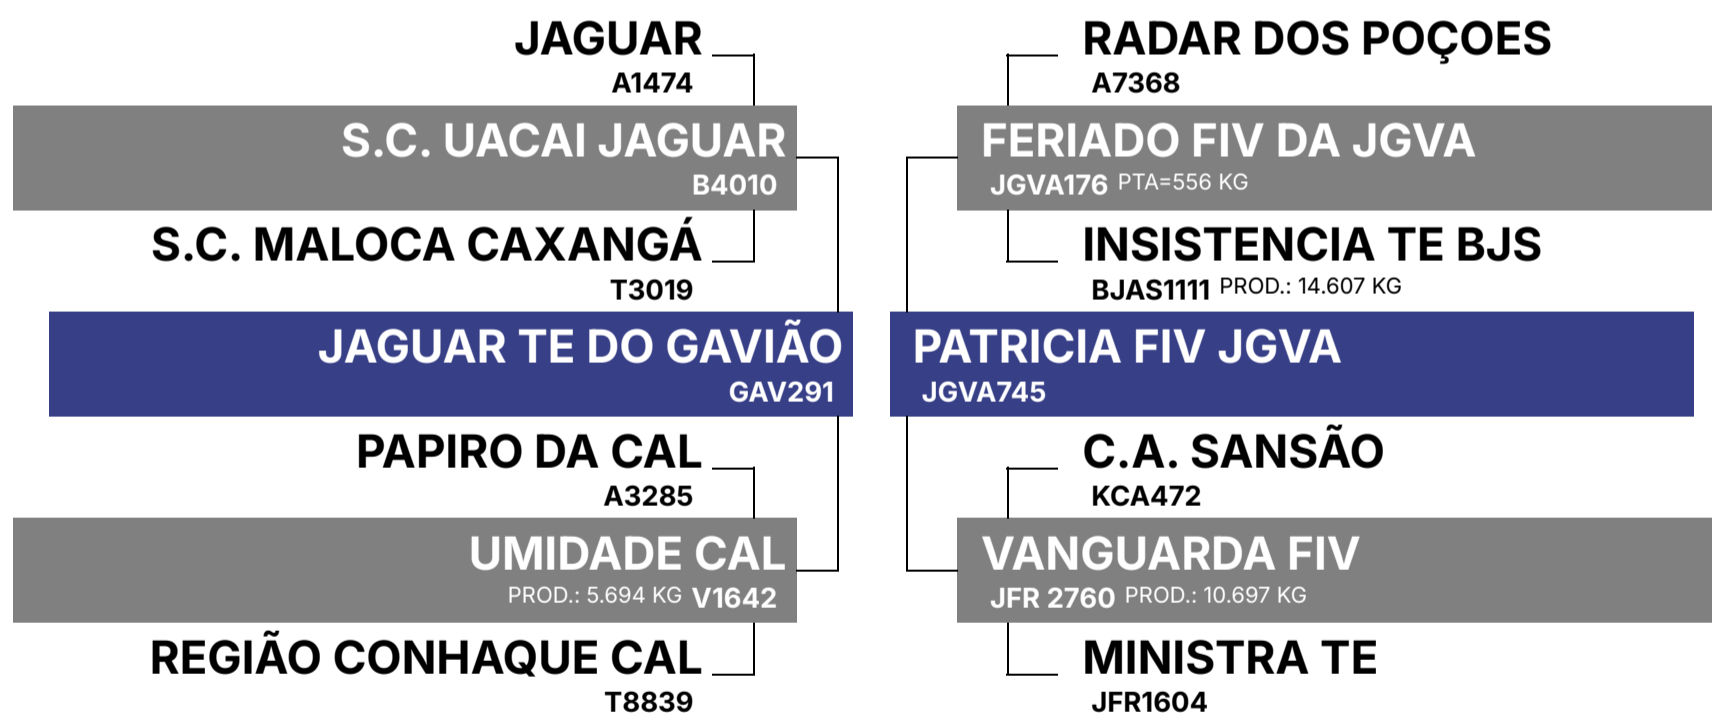 JAGUAR
A1474
S.C. UACAI JAGUAR
B4010
S.C. MALOCA CAXANGÁ
T3019
JAGUAR TE DO GAVIÃO
GAV291
PAPIRO DA CAL
A3285
UMIDADE CAL
PROD.: 5.694 KG V1642
REGIÃO CONHAQUE CAL
T8839
RADAR DOS POÇOES
A7368
FERIADO FIV DA JGVA
JGVA176 PTA=556 KG
INSISTENCIA TE BJS
BJAS1111 PROD.: 14.607 KG
PATRICIA FIV JGVA
JGVA745
C.A. SANSÃO
KCA472
VANGUARDA FIV
JFR 2760 PROD.: 10.697 KG
MINISTRA TE
JFR1604